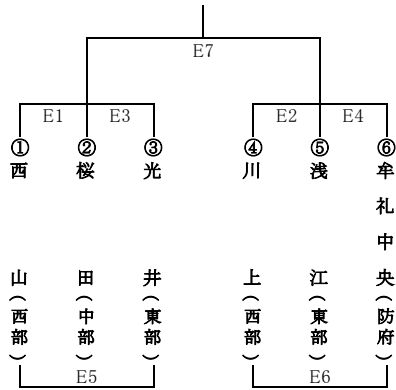 E7
E1 E3 E2 E4
①西山（西部）
②桜田（中部）
③光井（東部）
④川上（西部）
⑤浅江（東部）
⑥牟礼中央（防府）
E5 E6